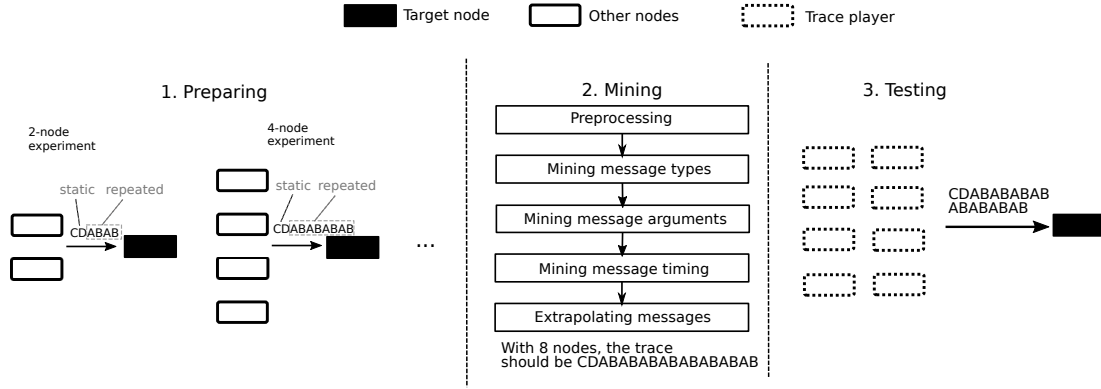 Target node
Other nodes
Trace player
1. Preparing
2-node
experiment
static repeated
CDABAB
4-node
experiment
static repeated
CDABABABAB
...
2. Mining
Preprocessing
Mining message types
Mining message arguments
Mining message timing
Extrapolating messages
With 8 nodes, the trace
should be CDABABABABABABABAB
3. Testing
CDABABABAB
ABABABAB